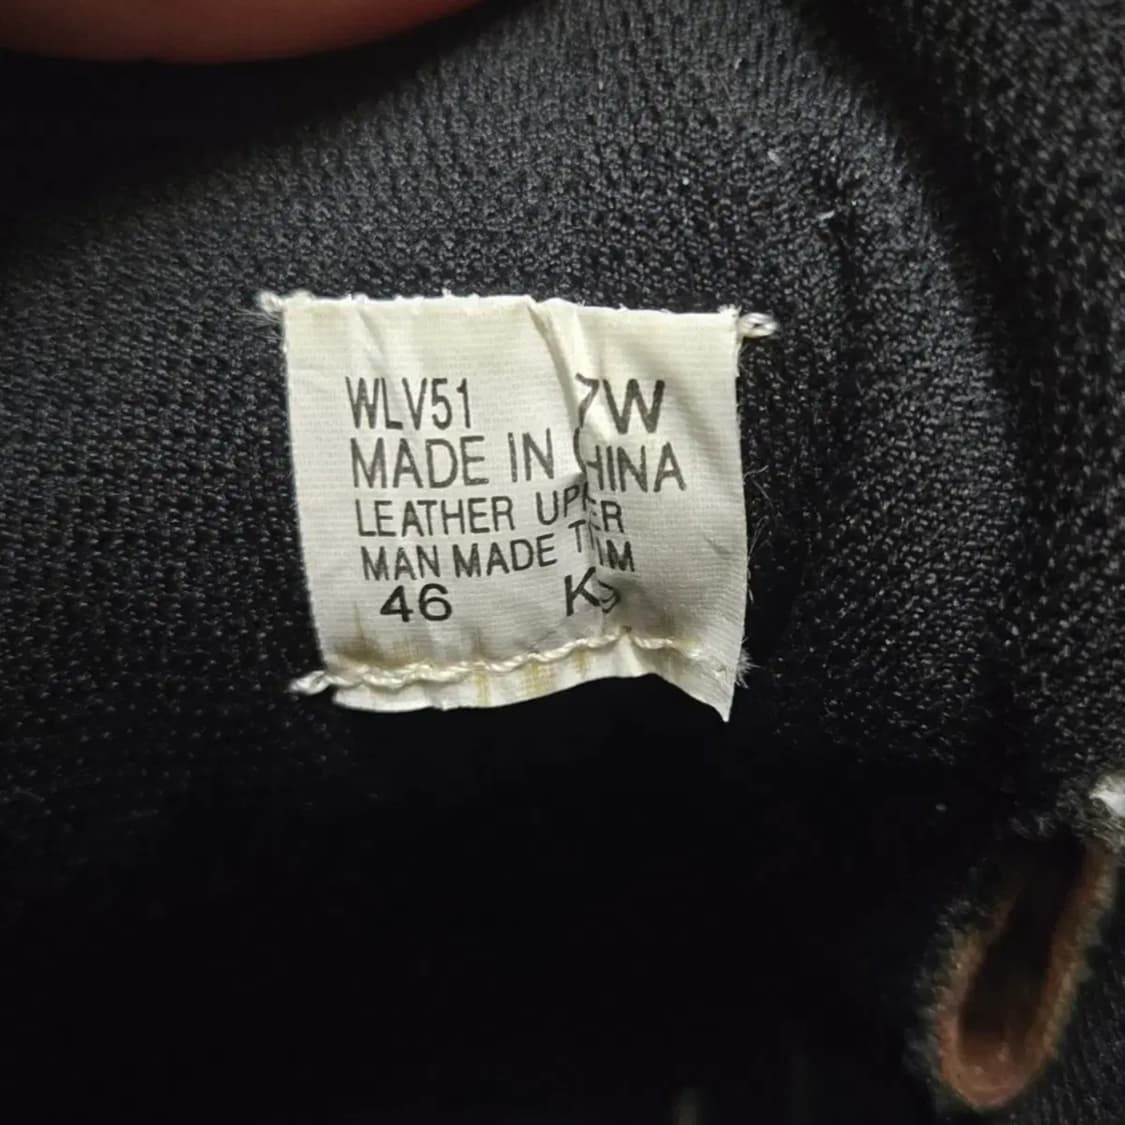 WLV51 7W
MADE IN CHINA
LEATHER UPPER
MAN MADE TRIM
46